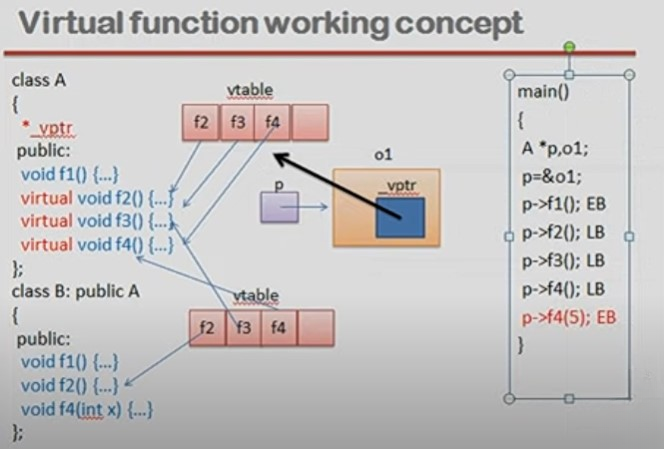 Virtual function working concept
class A
{
*_vptr
public:
void f1() {...}
virtual void f2() {...}
virtual void f3() {...}
virtual void f4() {...}
};
class B: public A
{
public:
void f1() {...}
void f2() {...}
void f4(int x) {...}
};
vtable
f2 f3 f4
p
o1
_vptr
vtable
f2 f3 f4
main()
{
A *p,o1;
p=&o1;
p->f1(); EB
p->f2(); LB
p->f3(); LB
p->f4(); LB
p->f4(5); EB
}